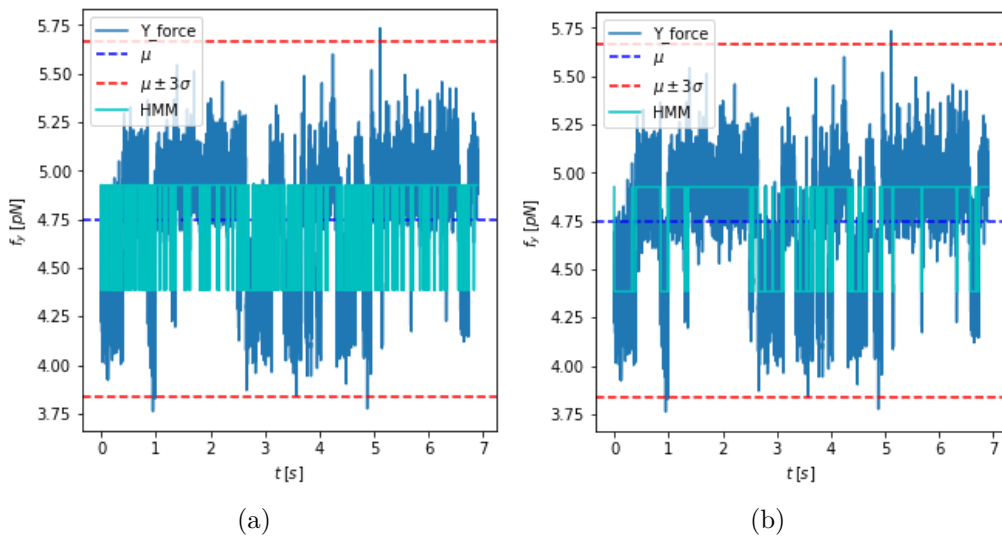 Y_force
μ
μ ± 3σ
HMM
5.75
5.50
5.25
5.00
4.75
4.50
4.25
4.00
3.75
f_y [pN]
0 1 2 3 4 5 6 7
t [s]
(a)
Y_force
μ
μ ± 3σ
HMM
5.75
5.50
5.25
5.00
4.75
4.50
4.25
4.00
3.75
f_y [pN]
0 1 2 3 4 5 6 7
t [s]
(b)